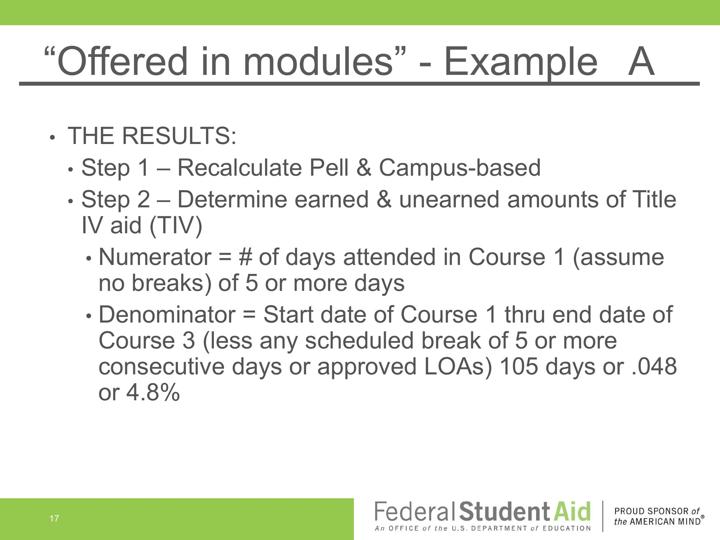 “Offered in modules” - Example A
• THE RESULTS:
• Step 1 – Recalculate Pell & Campus-based
• Step 2 – Determine earned & unearned amounts of Title
IV aid (TIV)
• Numerator = # of days attended in Course 1 (assume
no breaks) of 5 or more days
• Denominator = Start date of Course 1 thru end date of
Course 3 (less any scheduled break of 5 or more
consecutive days or approved LOAs) 105 days or .048
or 4.8%
17
FederalStudentAid
An OFFICE of the U.S. DEPARTMENT of EDUCATION
PROUD SPONSOR of
the AMERICAN MIND®